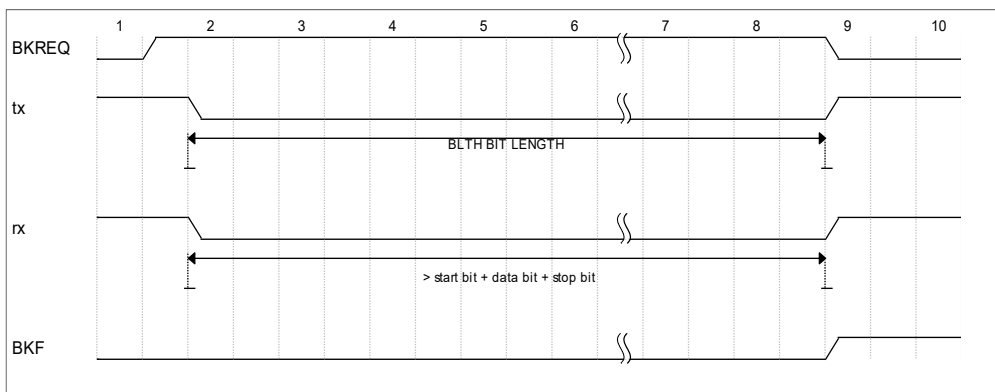 1 2 3 4 5 6 7 8 9 10
BKREQ
tx
BLTH BIT LENGTH
rx
> start bit + data bit + stop bit
BKF